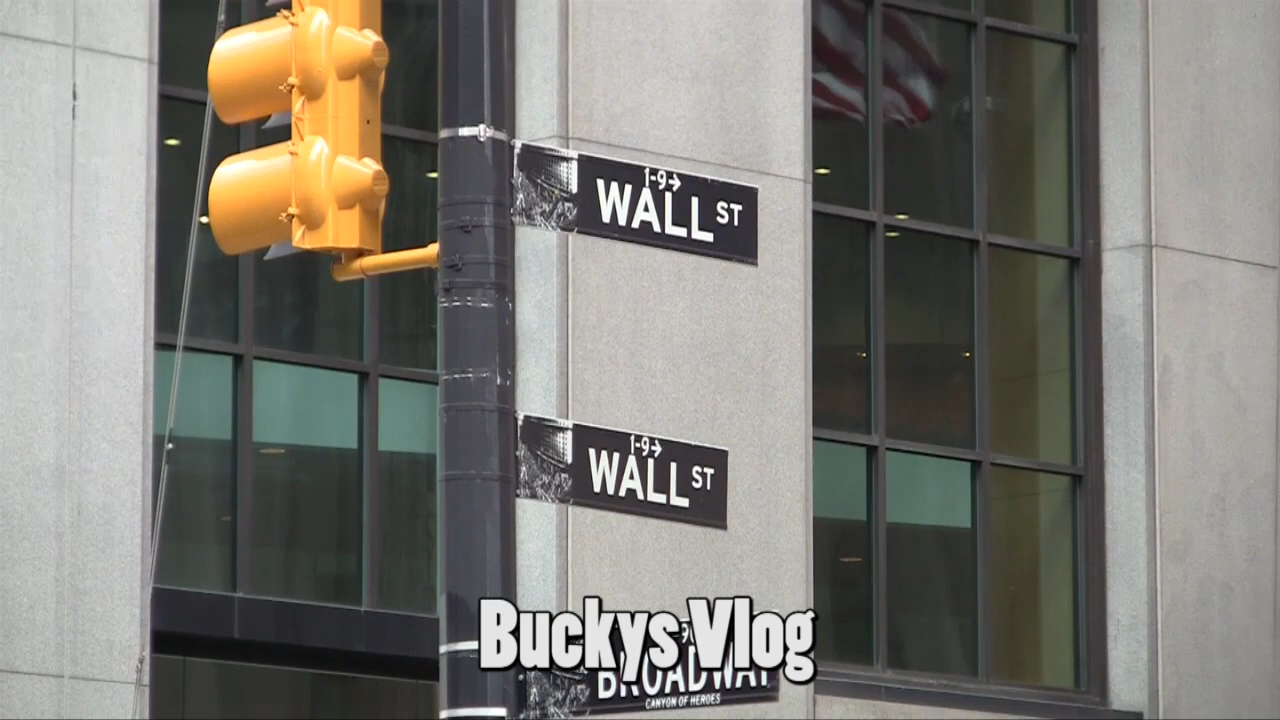 1-9→
WALL ST
1-9→
WALL ST
Buckys Vlog
BROADWAY
CANYON OF HEROES